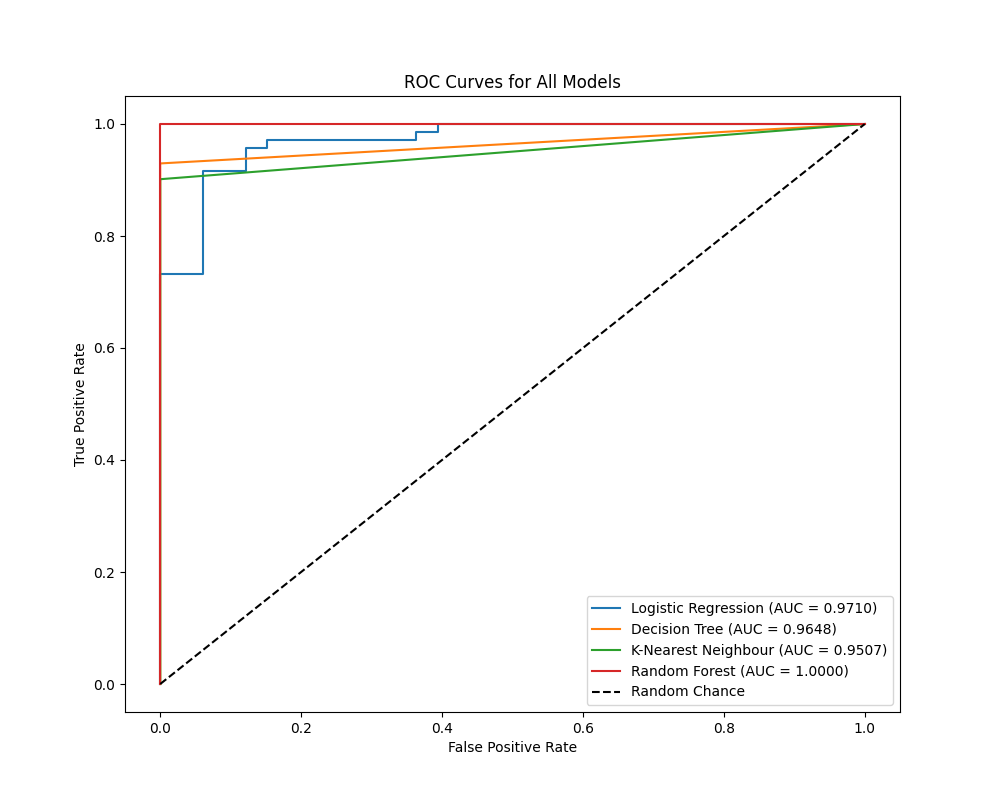 ROC Curves for All Models
1.0
0.8
0.6
0.4
0.2
0.0
True Positive Rate
0.0 0.2 0.4 0.6 0.8 1.0
False Positive Rate
Logistic Regression (AUC = 0.9710)
Decision Tree (AUC = 0.9648)
K-Nearest Neighbour (AUC = 0.9507)
Random Forest (AUC = 1.0000)
Random Chance